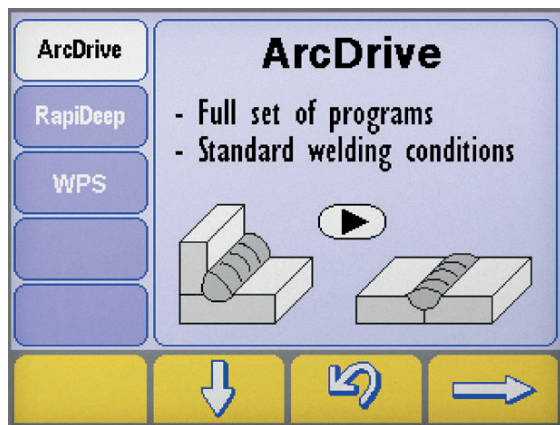 ArcDrive
RapiDeep
WPS
ArcDrive
- Full set of programs
- Standard welding conditions